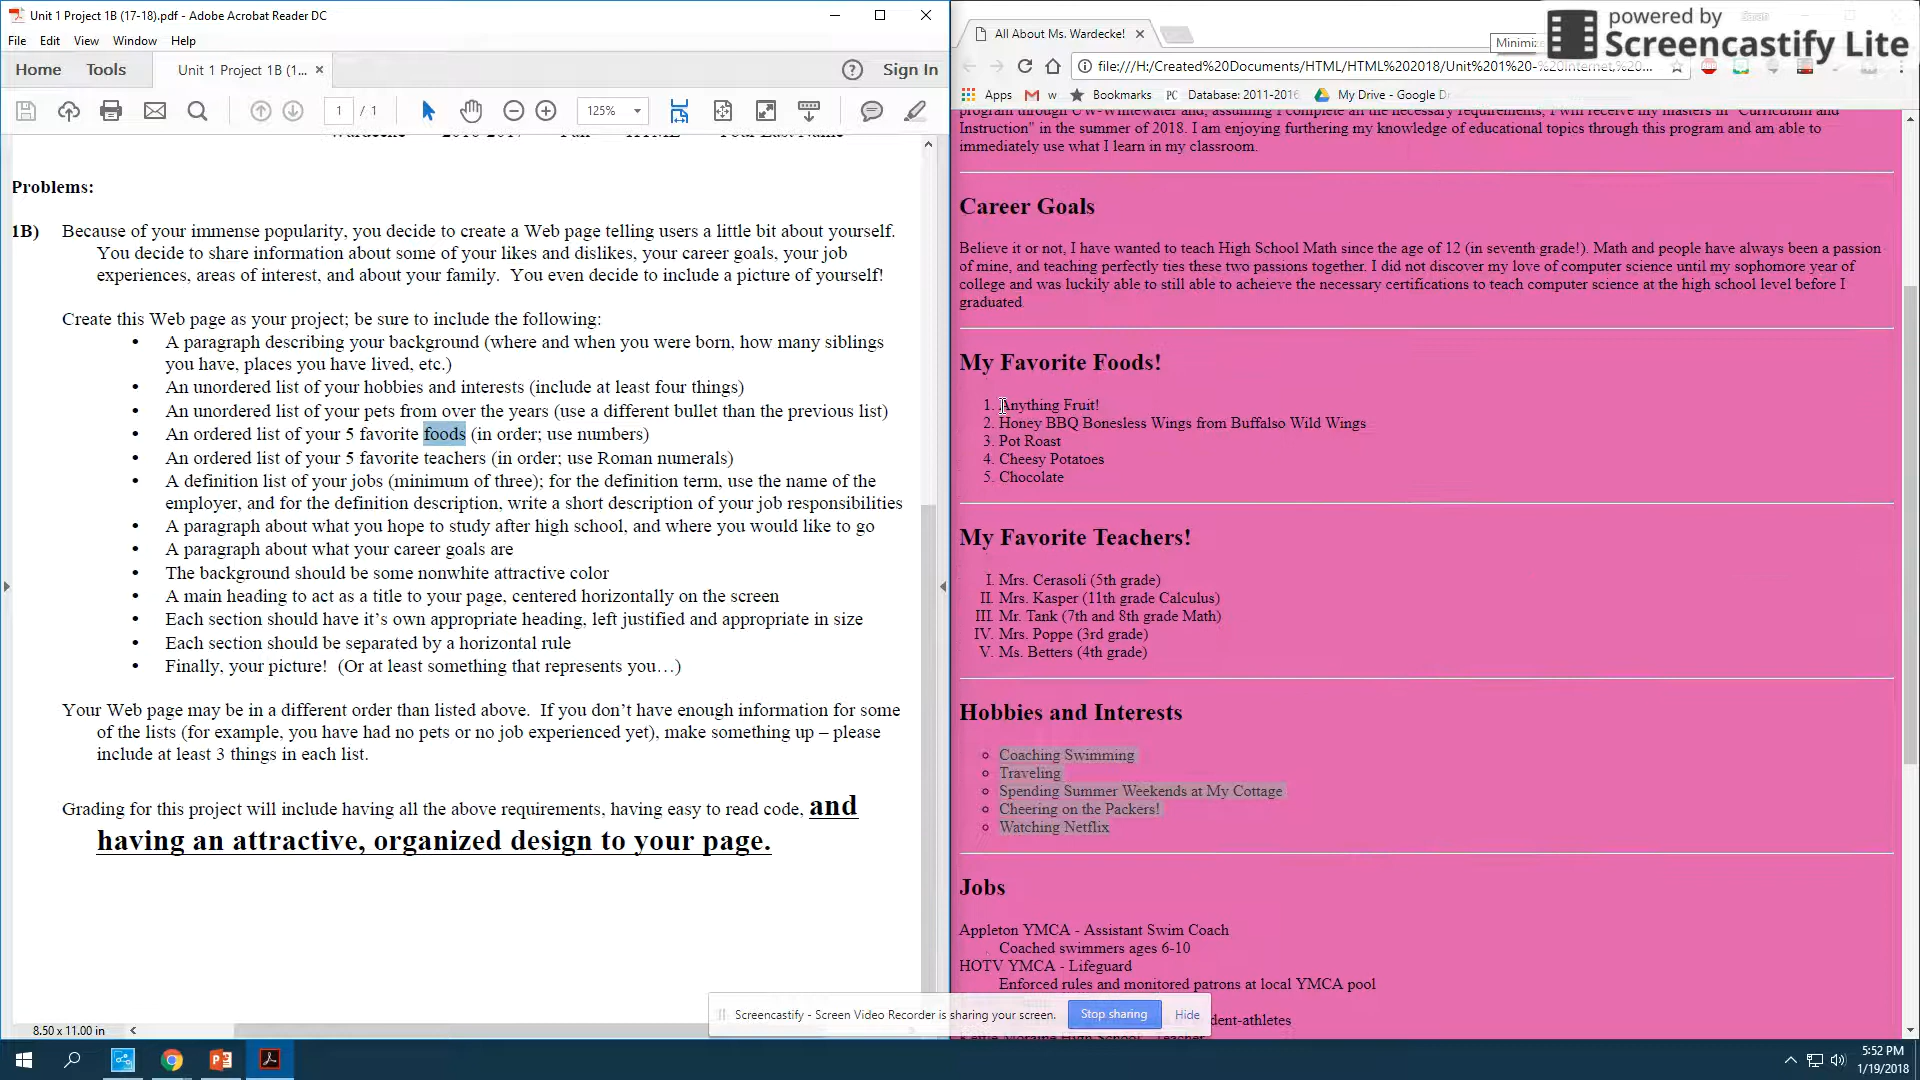 Unit 1 Project 1B (17-18).pdf - Adobe Acrobat Reader DC
File Edit View Window Help
Home Tools Unit 1 Project 1B (1... × Sign In
1 / 1 125%
Problems:
1B) Because of your immense popularity, you decide to create a Web page telling users a little bit about yourself.
You decide to share information about some of your likes and dislikes, your career goals, your job
experiences, areas of interest, and about your family. You even decide to include a picture of yourself!
Create this Web page as your project; be sure to include the following:
• A paragraph describing your background (where and when you were born, how many siblings
you have, places you have lived, etc.)
• An unordered list of your hobbies and interests (include at least four things)
• An unordered list of your pets from over the years (use a different bullet than the previous list)
• An ordered list of your 5 favorite foods (in order; use numbers)
• An ordered list of your 5 favorite teachers (in order; use Roman numerals)
• A definition list of your jobs (minimum of three); for the definition term, use the name of the
employer, and for the definition description, write a short description of your job responsibilities
• A paragraph about what you hope to study after high school, and where you would like to go
• A paragraph about what your career goals are
• The background should be some nonwhite attractive color
• A main heading to act as a title to your page, centered horizontally on the screen
• Each section should have it’s own appropriate heading, left justified and appropriate in size
• Each section should be separated by a horizontal rule
• Finally, your picture! (Or at least something that represents you…)
Your Web page may be in a different order than listed above. If you don’t have enough information for some
of the lists (for example, you have had no pets or no job experienced yet), make something up – please
include at least 3 things in each list.
Grading for this project will include having all the above requirements, having easy to read code, and
having an attractive, organized design to your page.
8.50 x 11.00 in
All About Ms. Wardecke! ×
Minimiz
powered by
Screencastify Lite
file:///H:/Created%20Documents/HTML/HTML%202018/Unit%201%20-%20Internet,%20...
Apps M w Bookmarks PC Database: 2011-2016 My Drive - Google Dr
Instruction" in the summer of 2018. I am enjoying furthering my knowledge of educational topics through this program and am able to
immediately use what I learn in my classroom.
Career Goals
Believe it or not, I have wanted to teach High School Math since the age of 12 (in seventh grade!). Math and people have always been a passion
of mine, and teaching perfectly ties these two passions together. I did not discover my love of computer science until my sophomore year of
college and was luckily able to still able to acheieve the necessary certifications to teach computer science at the high school level before I
graduated
My Favorite Foods!
1. Anything Fruit!
2. Honey BBQ Bonesless Wings from Buffalso Wild Wings
3. Pot Roast
4. Cheesy Potatoes
5. Chocolate
My Favorite Teachers!
I. Mrs. Cerasoli (5th grade)
II. Mrs. Kasper (11th grade Calculus)
III. Mr. Tank (7th and 8th grade Math)
IV. Mrs. Poppe (3rd grade)
V. Ms. Betters (4th grade)
Hobbies and Interests
Coaching Swimming
Traveling
Spending Summer Weekends at My Cottage
Cheering on the Packers!
Watching Netflix
Jobs
Appleton YMCA - Assistant Swim Coach
Coached swimmers ages 6-10
HOTV YMCA - Lifeguard
Enforced rules and monitored patrons at local YMCA pool
dent-athletes
Screencastify - Screen Video Recorder is sharing your screen. Stop sharing Hide
5:52 PM
1/19/2018